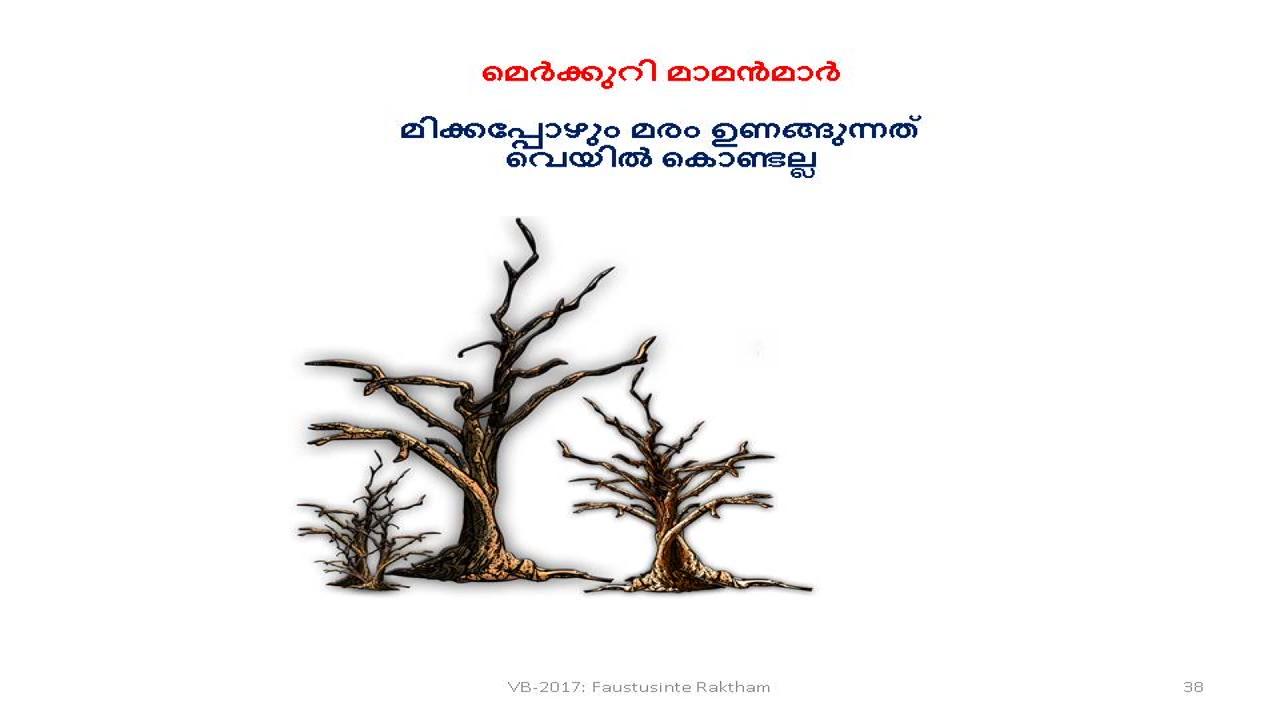 മെർക്കുറി മാമൻമാർ
മിക്കപ്പോഴും മരം ഉണങ്ങുന്നത്
വെയിൽ കൊണ്ടല്ല
VB-2017: Faustusinte Raktham
38